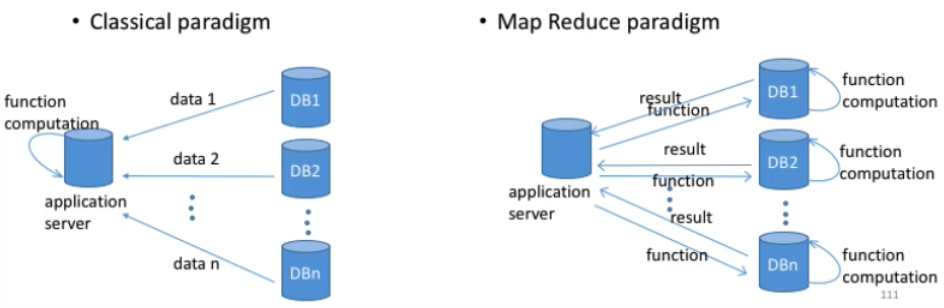 • Classical paradigm
function
computation
data 1
DB1
data 2
DB2
application
server
data n
DBn
• Map Reduce paradigm
result
function
DB1
function
computation
result
DB2
function
computation
function
application
server
result
function
DBn
function
computation
111